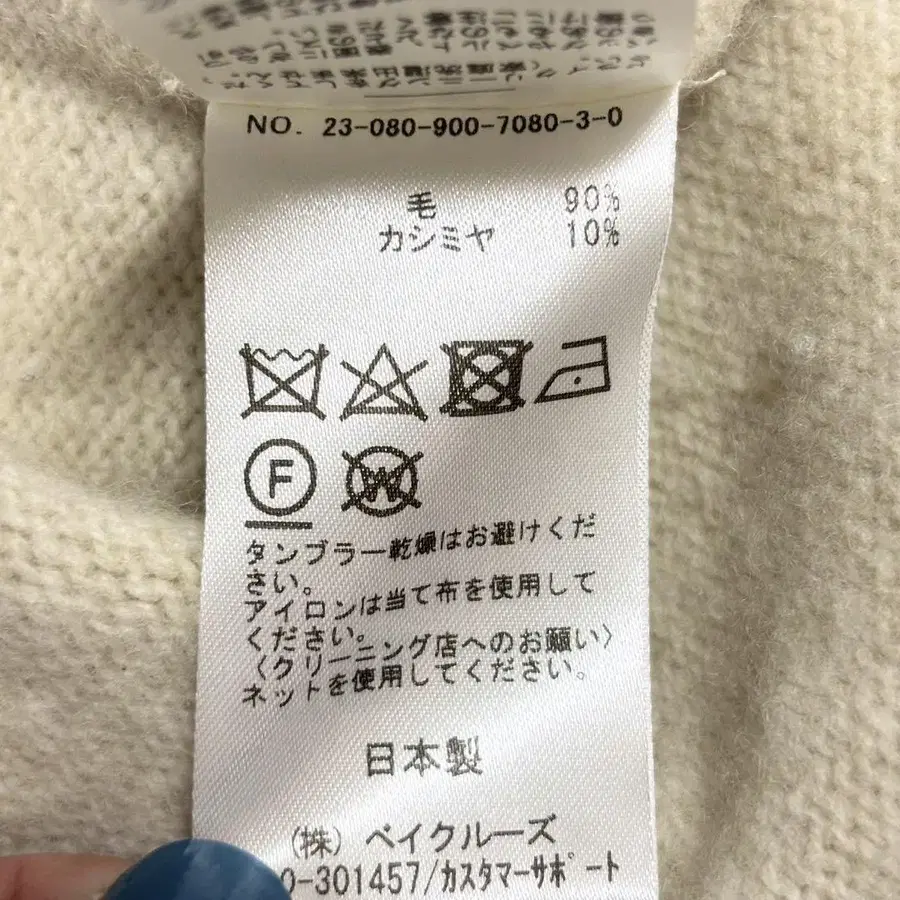 NO. 23-080-900-7080-3-0
毛 90%
カシミヤ 10%
F
W
タンブラー乾燥はお避けくだ
さい。
アイロンは当て布を使用して
ください。
〈クリーニング店へのお願い〉
ネットを使用してください。
日本製
(株) ベイクルーズ
0-301457/カスタマーサポート